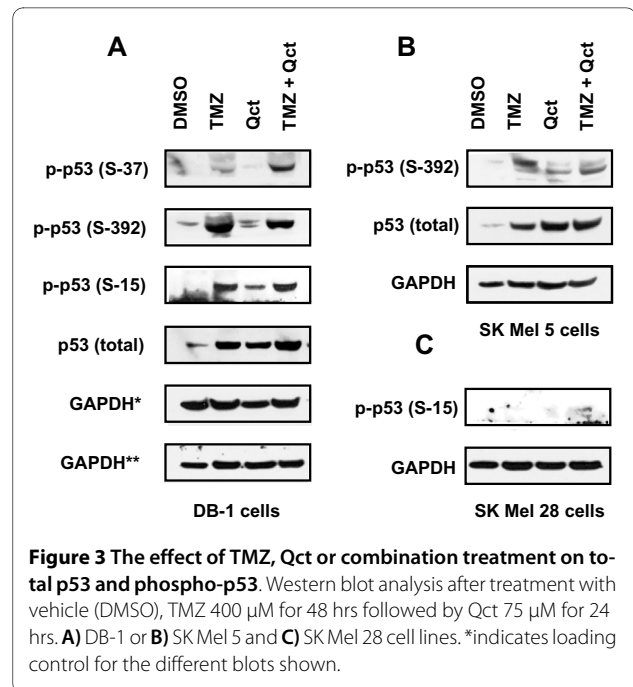 A
DMSO
TMZ
Qct
TMZ + Qct
p-p53 (S-37)
p-p53 (S-392)
p-p53 (S-15)
p53 (total)
GAPDH*
GAPDH**
DB-1 cells
B
DMSO
TMZ
Qct
TMZ + Qct
p-p53 (S-392)
p53 (total)
GAPDH
SK Mel 5 cells
C
p-p53 (S-15)
GAPDH
SK Mel 28 cells
Figure 3 The effect of TMZ, Qct or combination treatment on to-
tal p53 and phospho-p53. Western blot analysis after treatment with
vehicle (DMSO), TMZ 400 μM for 48 hrs followed by Qct 75 μM for 24
hrs. A) DB-1 or B) SK Mel 5 and C) SK Mel 28 cell lines. *indicates loading
control for the different blots shown.